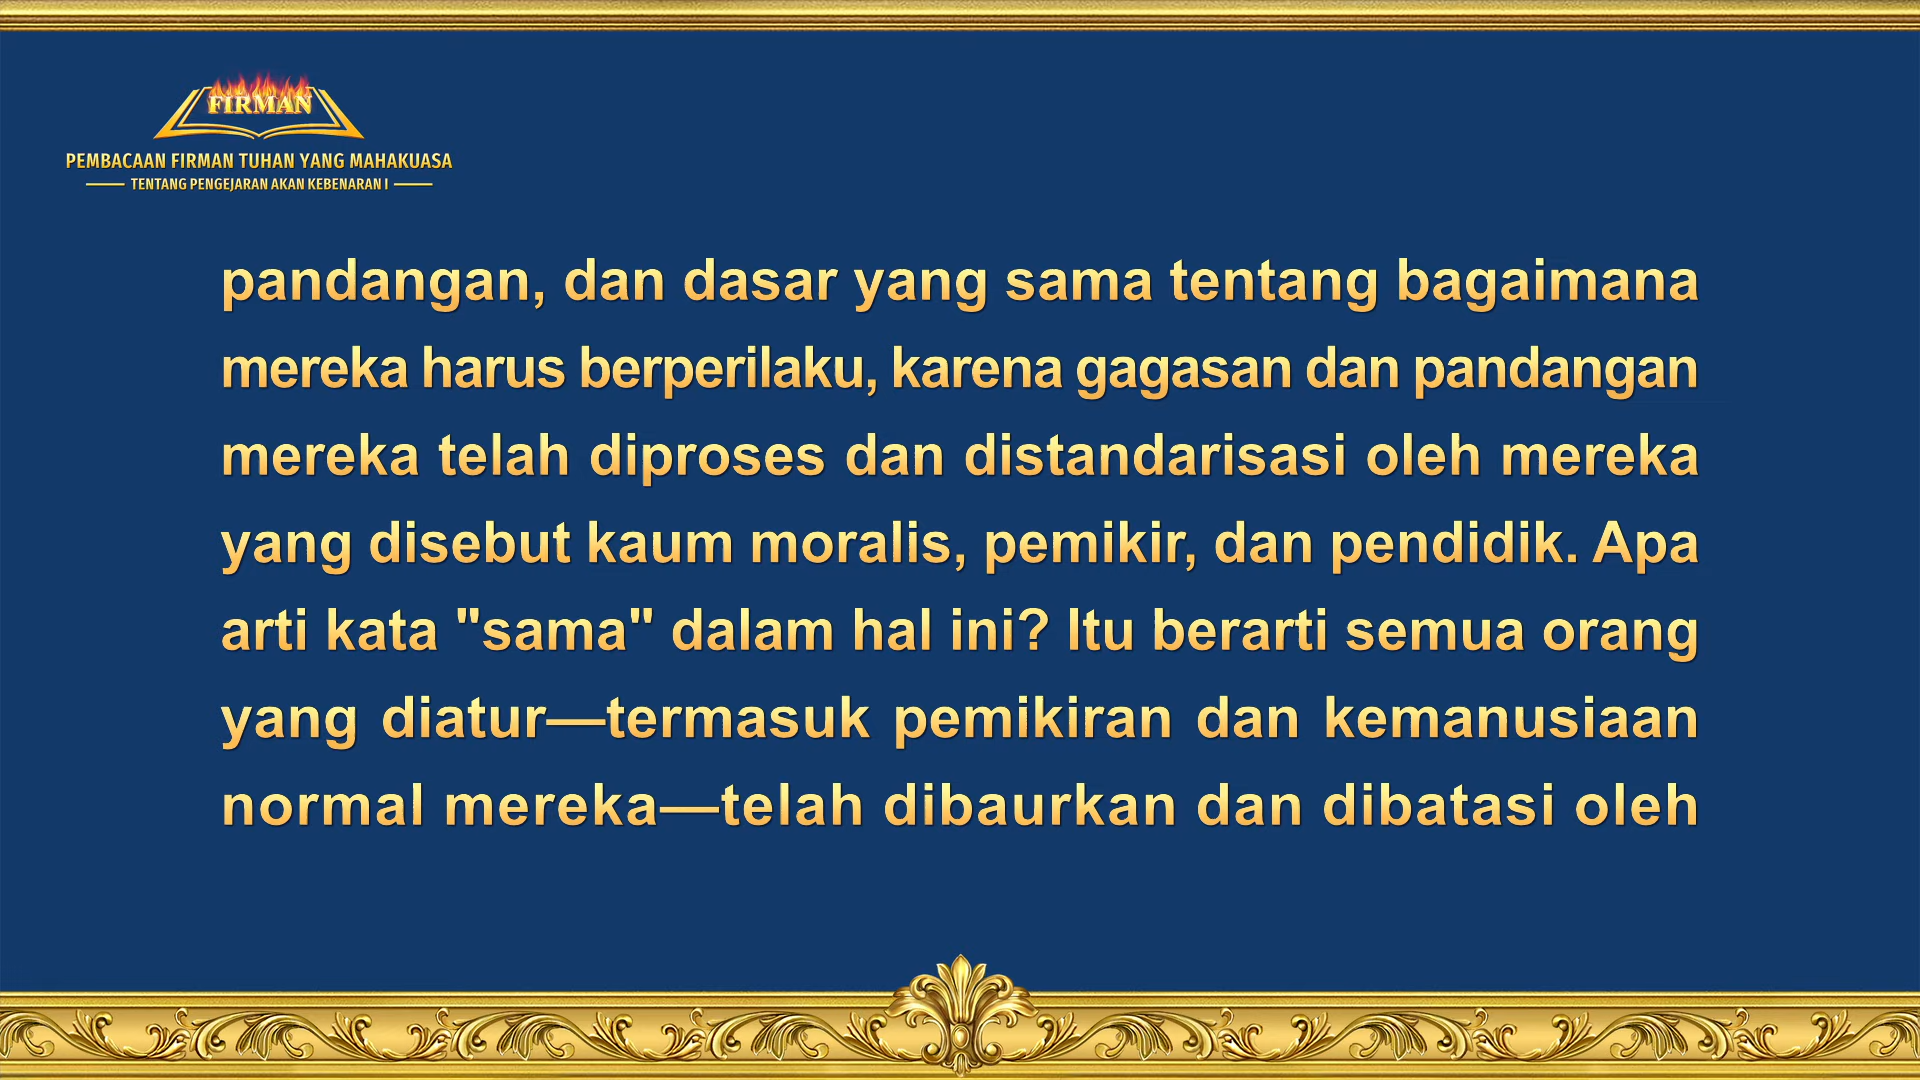 FIRMAN
PEMBACAAN FIRMAN TUHAN YANG MAHAKUASA
TENTANG PENGEJARAN AKAN KEBENARAN I
pandangan, dan dasar yang sama tentang bagaimana
mereka harus berperilaku, karena gagasan dan pandangan
mereka telah diproses dan distandarisasi oleh mereka
yang disebut kaum moralis, pemikir, dan pendidik. Apa
arti kata "sama" dalam hal ini? Itu berarti semua orang
yang diatur—termasuk pemikiran dan kemanusiaan
normal mereka—telah dibaurkan dan dibatasi oleh